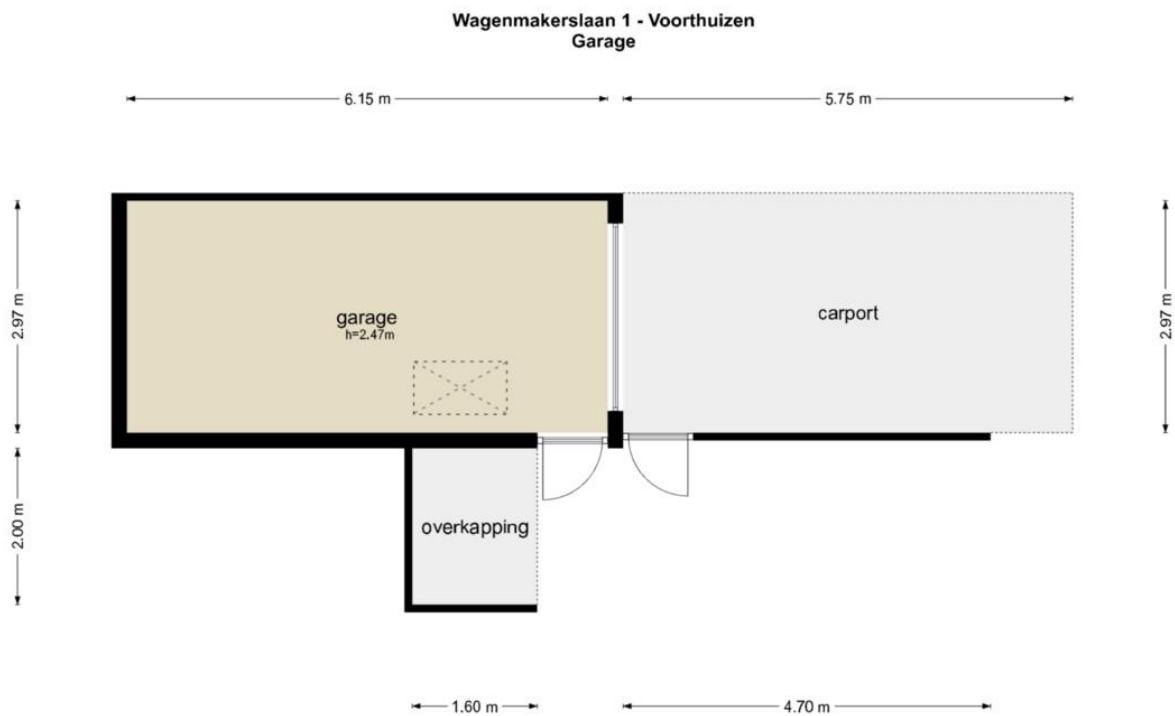 Wagenmakerslaan 1 - Voorthuizen
Garage
6.15 m
5.75 m
2.97 m
garage
h=2.47m
carport
2.97 m
2.00 m
overkapping
1.60 m
4.70 m